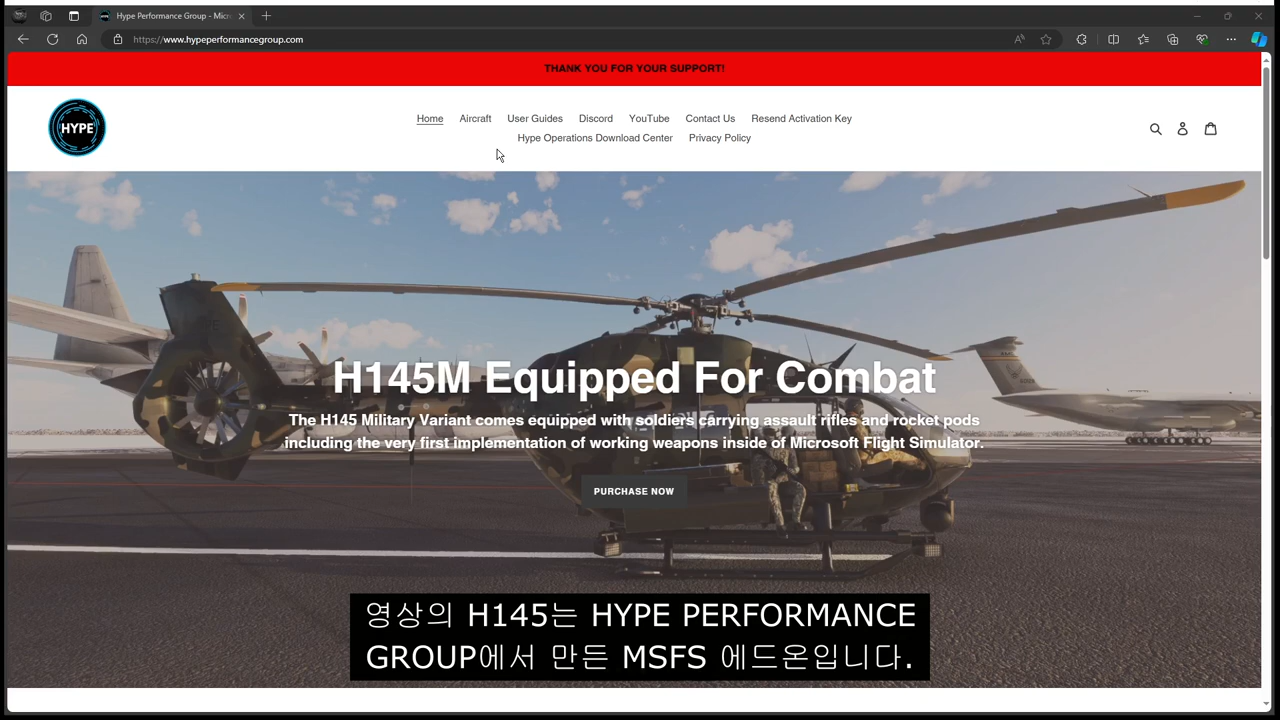 Hype Performance Group - Micr
https://www.hypeperformancegroup.com
THANK YOU FOR YOUR SUPPORT!
HYPE
Home Aircraft User Guides Discord YouTube Contact Us Resend Activation Key
Hype Operations Download Center Privacy Policy
H145M Equipped For Combat
The H145 Military Variant comes equipped with soldiers carrying assault rifles and rocket pods
including the very first implementation of working weapons inside of Microsoft Flight Simulator.
PURCHASE NOW
영상의 H145는 HYPE PERFORMANCE
GROUP에서 만든 MSFS 에드온입니다.